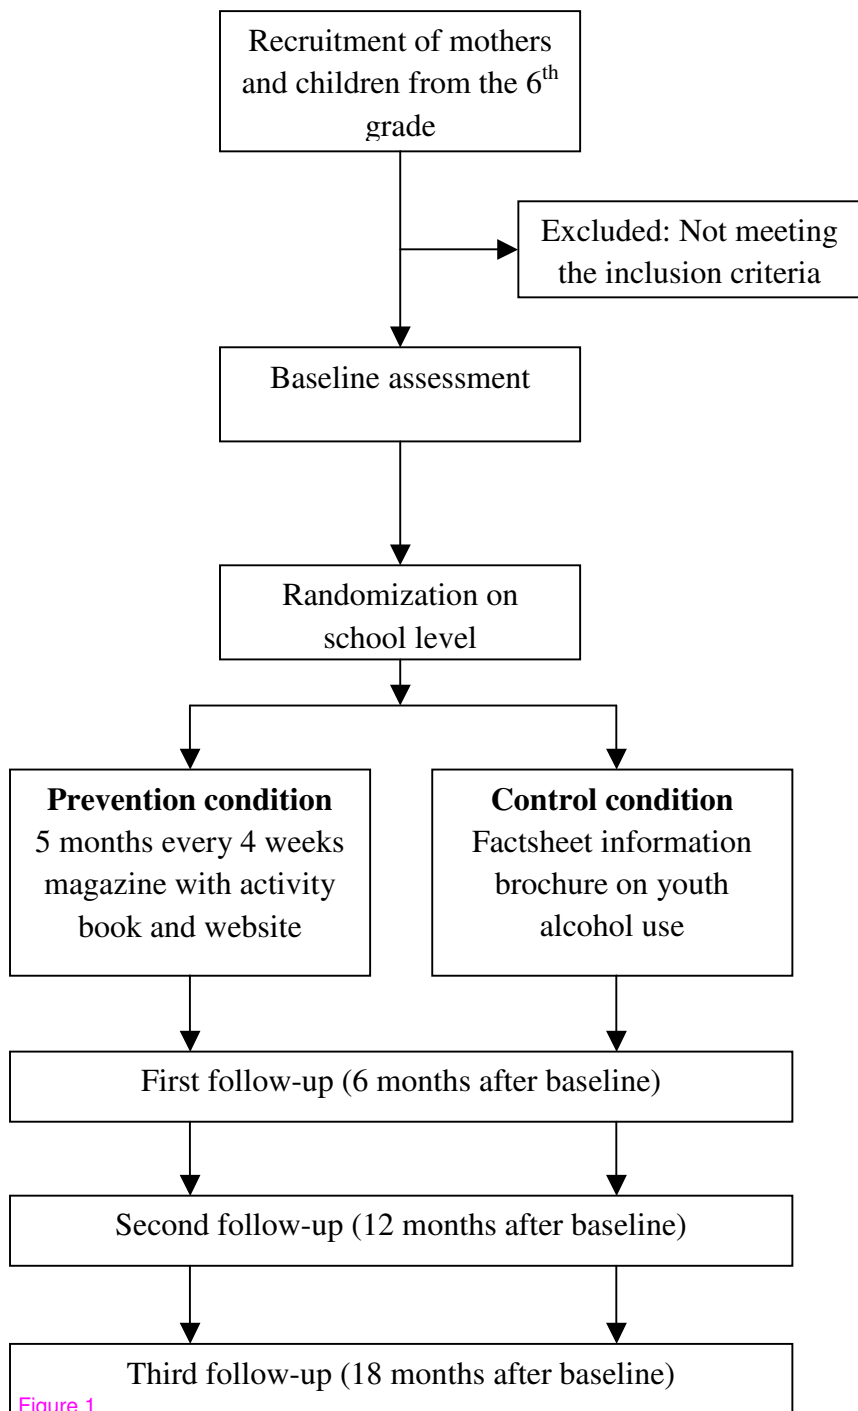 Recruitment of mothers
and children from the 6th
grade
Excluded: Not meeting
the inclusion criteria
Baseline assessment
Randomization on
school level
Prevention condition
5 months every 4 weeks
magazine with activity
book and website
Control condition
Factsheet information
brochure on youth
alcohol use
First follow-up (6 months after baseline)
Second follow-up (12 months after baseline)
Third follow-up (18 months after baseline)
Figure 1